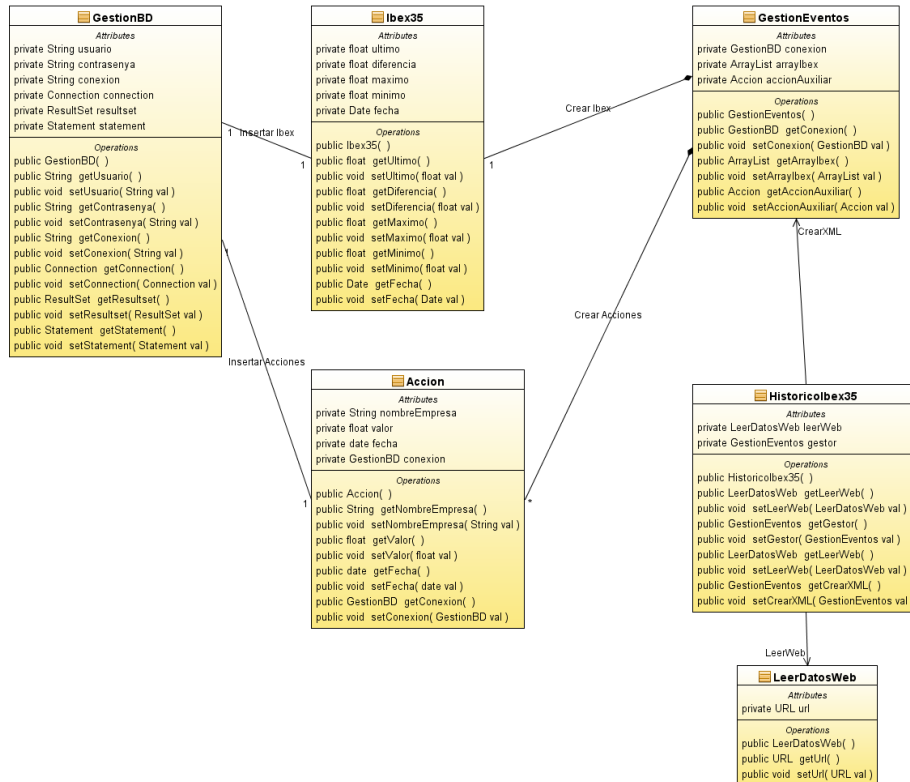 GestionBD
Attributes
private String usuario
private String contrasenya
private String conexion
private Connection connection
private ResultSet resultset
private Statement statement
Operations
public GestionBD( )
public String getUsuario( )
public void setUsuario( String val )
public String getContrasenya( )
public void setContrasenya( String val )
public String getConexion( )
public void setConexion( String val )
public Connection getConnection( )
public void setConnection( Connection val )
public ResultSet getResultset( )
public void setResultset( ResultSet val )
public Statement getStatement( )
public void setStatement( Statement val )
Ibex35
Attributes
private float ultimo
private float diferencia
private float maximo
private float minimo
private Date fecha
Operations
public Ibex35( )
public float getUltimo( )
public void setUltimo( float val )
public float getDiferencia( )
public void setDiferencia( float val )
public float getMaximo( )
public void setMaximo( float val )
public float getMinimo( )
public void setMinimo( float val )
public Date getFecha( )
public void setFecha( Date val )
GestionEventos
Attributes
private GestionBD conexion
private ArrayList arrayIbex
private Accion accionAuxiliar
Operations
public GestionEventos( )
public GestionBD getConexion( )
public void setConexion( GestionBD val )
public ArrayList getArrayIbex( )
public void setArrayIbex( ArrayList val )
public Accion getAccionAuxiliar( )
public void setAccionAuxiliar( Accion val )
1 Insertar Ibex
1
Crear Ibex
1
1
Insertar Acciones
1
Crear Acciones
*
CrearXML
Accion
Attributes
private String nombreEmpresa
private float valor
private date fecha
private GestionBD conexion
Operations
public Accion( )
public String getNombreEmpresa( )
public void setNombreEmpresa( String val )
public float getValor( )
public void setValor( float val )
public date getFecha( )
public void setFecha( date val )
public GestionBD getConexion( )
public void setConexion( GestionBD val )
HistoricoIbex35
Attributes
private LeerDatosWeb leerWeb
private GestionEventos gestor
Operations
public HistoricoIbex35( )
public LeerDatosWeb getLeerWeb( )
public void setLeerWeb( LeerDatosWeb val )
public GestionEventos getGestor( )
public void setGestor( GestionEventos val )
public LeerDatosWeb getLeerWeb( )
public void setLeerWeb( LeerDatosWeb val )
public GestionEventos getCrearXML( )
public void setCrearXML( GestionEventos val
LeerWeb
LeerDatosWeb
Attributes
private URL url
Operations
public LeerDatosWeb( )
public URL getUrl( )
public void setUrl( URL val )